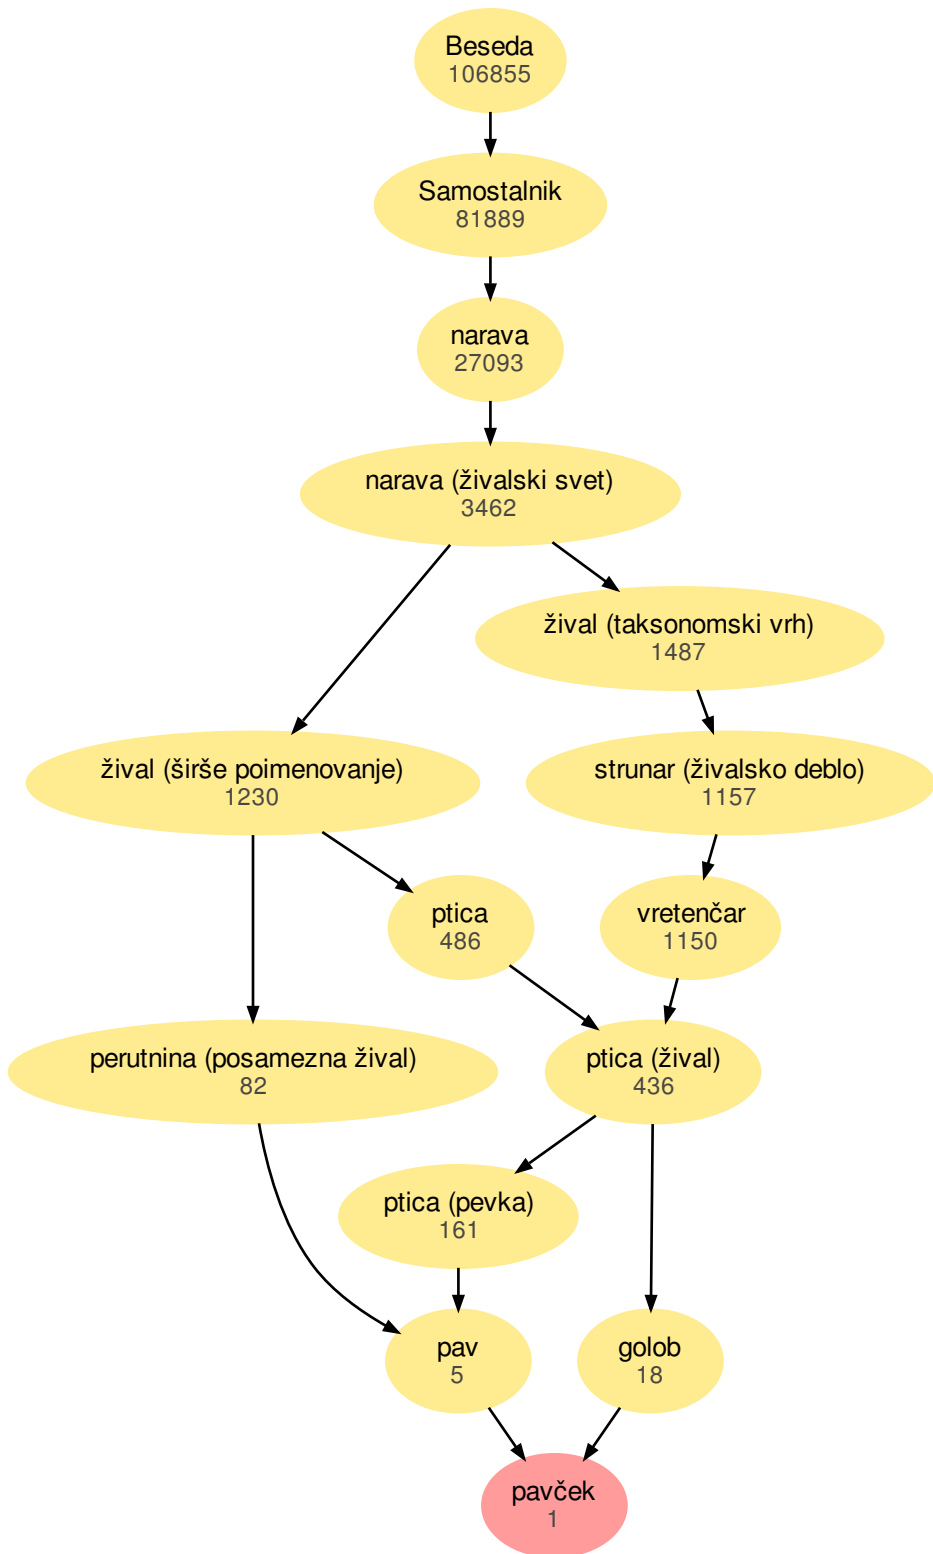 Beseda
106855
Samostalnik
81889
narava
27093
narava (živalski svet)
3462
žival (taksonomski vrh)
1487
žival (širše poimenovanje)
1230
strunar (živalsko deblo)
1157
ptica
486
vretenčar
1150
perutnina (posamezna žival)
82
ptica (žival)
436
ptica (pevka)
161
pav
5
golob
18
pavček
1